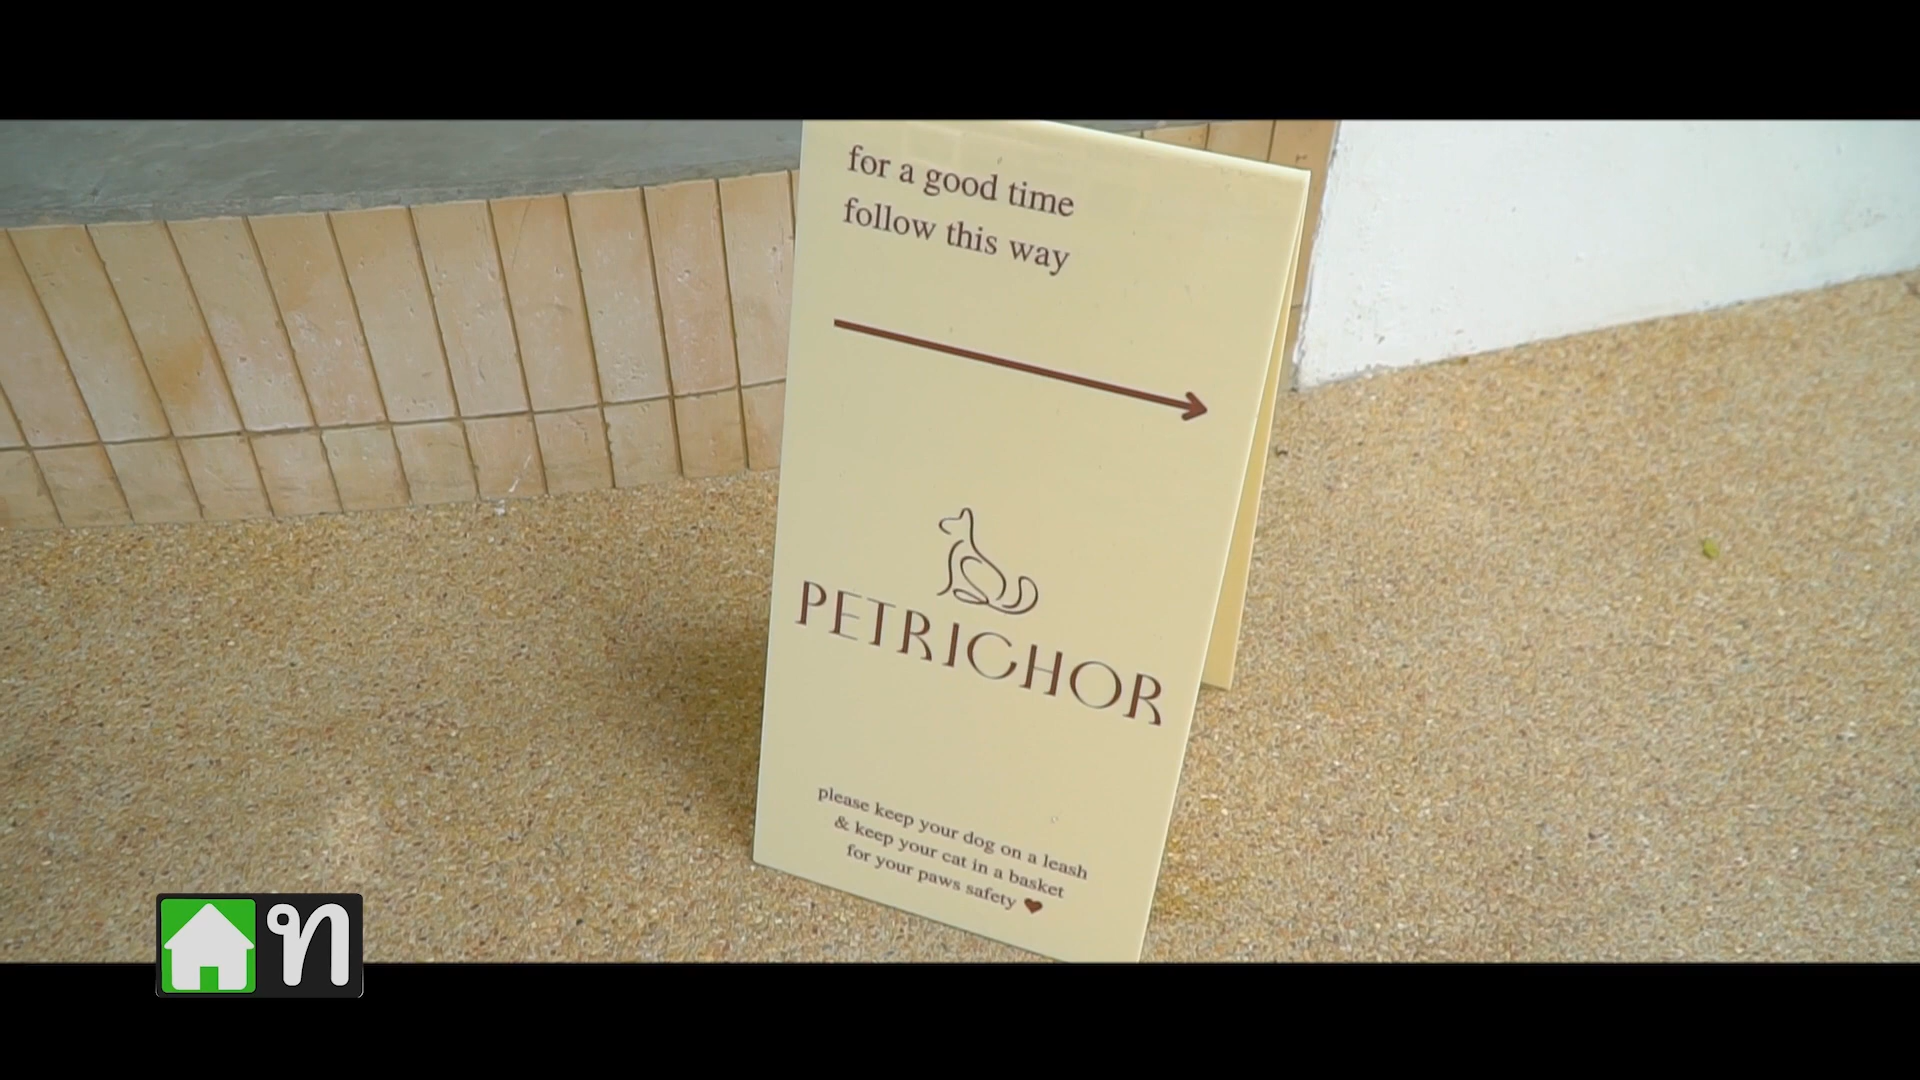 for a good time
follow this way
PETRICHOR
please keep your dog on a leash
& keep your cat in a basket
for your paws safety ♥
ท